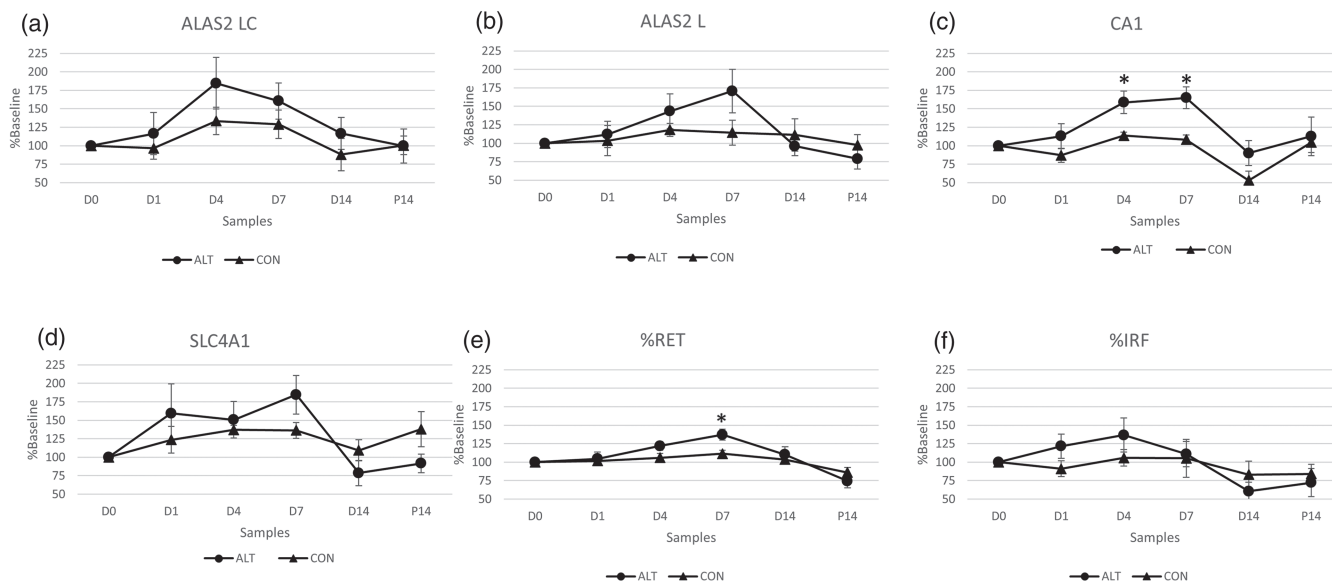 (a)
ALAS2 LC
225
200
175
150
125
100
75
50
%Baseline
D0 D1 D4 D7 D14 P14
Samples
ALT CON
(b)
ALAS2 L
225
200
175
150
125
100
75
50
%Baseline
D0 D1 D4 D7 D14 P14
Samples
ALT CON
(c)
CA1
225
200
175
150
125
100
75
50
%Baseline
* *
D0 D1 D4 D7 D14 P14
Samples
ALT CON
(d)
SLC4A1
225
200
175
150
125
100
75
50
%Baseline
D0 D1 D4 D7 D14 P14
Samples
ALT CON
(e)
%RET
225
200
175
150
125
100
75
50
%Baseline
*
D0 D1 D4 D7 D14 P14
Samples
ALT CON
(f)
%IRF
225
200
175
150
125
100
75
50
%Baseline
D0 D1 D4 D7 D14 P14
Samples
ALT CON